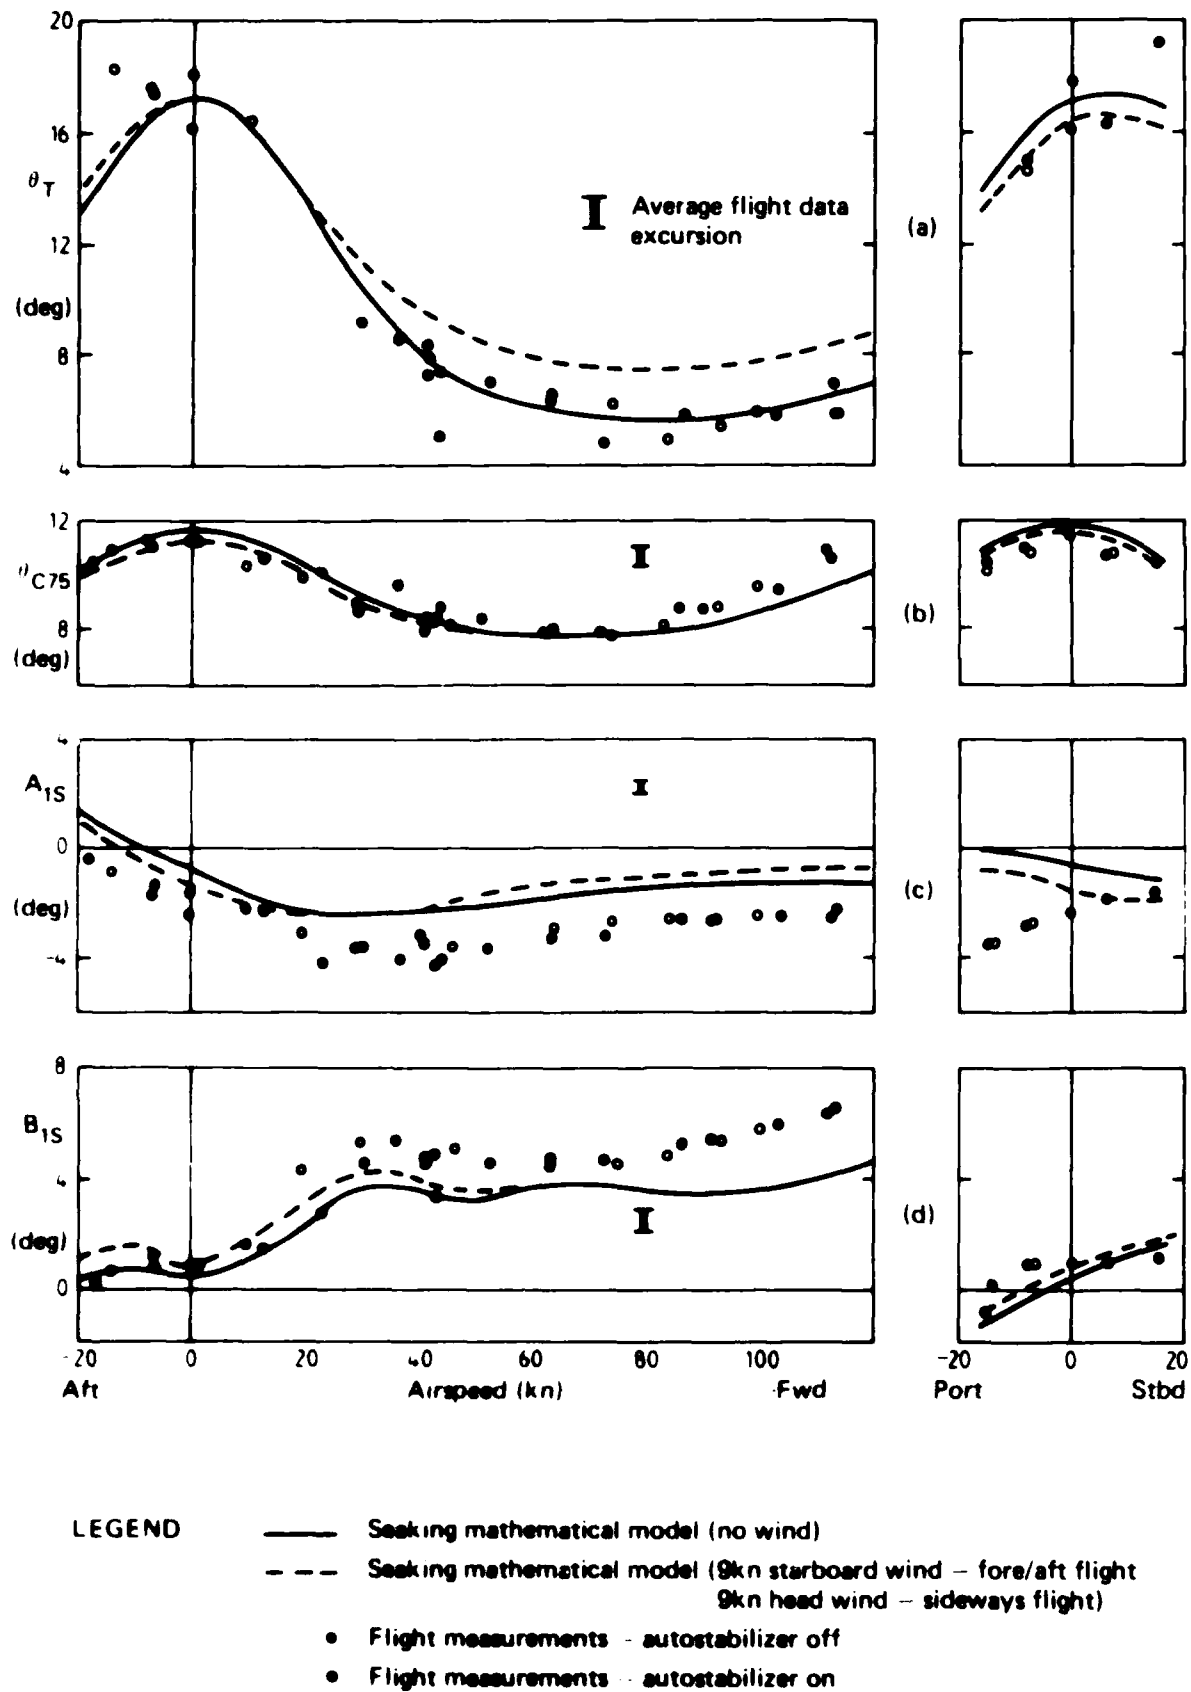 20
16
θT
12
(deg)
8
4
Average flight data
excursion
(a)
12
θC75
8
(deg)
(b)
4
A1S
0
(deg)
-4
(c)
8
B1S
4
(deg)
0
(d)
-20 0 20 40 60 80 100
Aft Airspeed (kn) Fwd
-20 0 20
Port Stbd
LEGEND
Seaking mathematical model (no wind)
Seaking mathematical model (9kn starboard wind – fore/aft flight
9kn head wind – sideways flight)
Flight measurements - autostabilizer off
Flight measurements - autostabilizer on